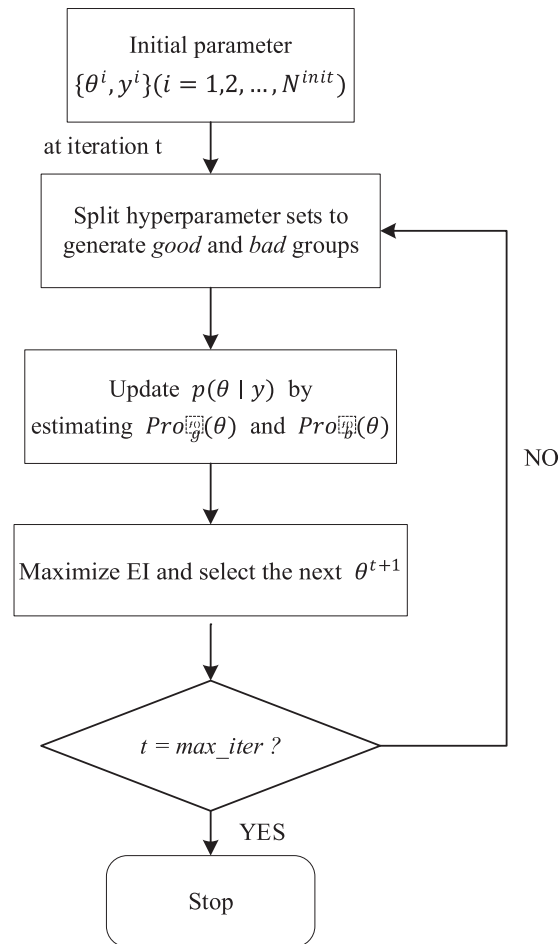 Initial parameter
{θ^i, y^i}(i = 1,2, …, N^init)
at iteration t
Split hyperparameter sets to
generate good and bad groups
Update p(θ | y) by
estimating Pro_g(θ) and Pro_b(θ)
NO
Maximize EI and select the next θ^t+1
t = max_iter ?
YES
Stop